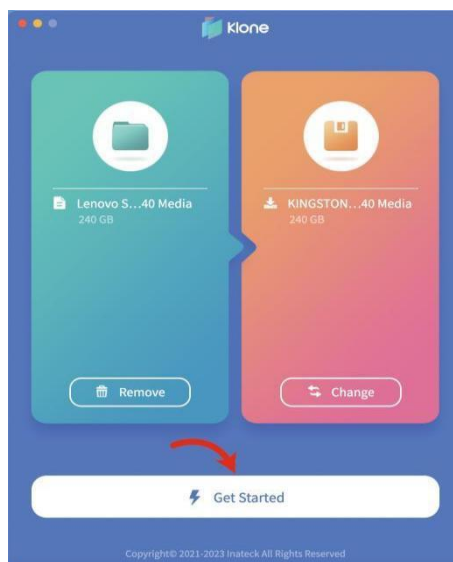 Klone
Lenovo S...40 Media
240 GB
Remove
KINGSTON...40 Media
240 GB
Change
Get Started
Copyright© 2021-2023 Inateck All Rights Reserved